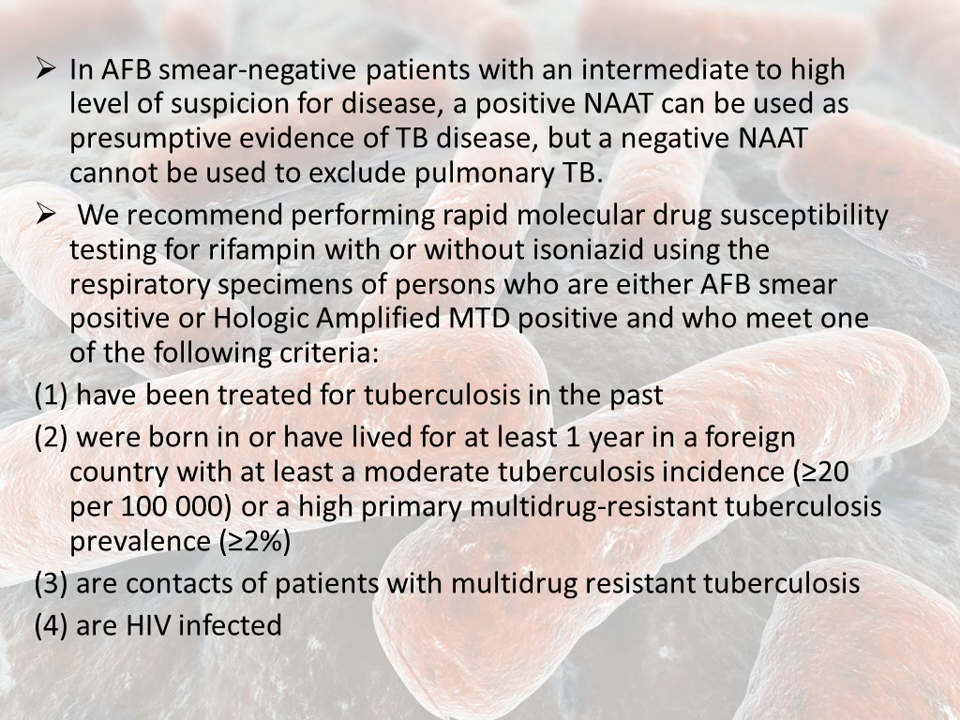 ➢ In AFB smear-negative patients with an intermediate to high
level of suspicion for disease, a positive NAAT can be used as
presumptive evidence of TB disease, but a negative NAAT
cannot be used to exclude pulmonary TB.
➢ We recommend performing rapid molecular drug susceptibility
testing for rifampin with or without isoniazid using the
respiratory specimens of persons who are either AFB smear
positive or Hologic Amplified MTD positive and who meet one
of the following criteria:
(1) have been treated for tuberculosis in the past
(2) were born in or have lived for at least 1 year in a foreign
country with at least a moderate tuberculosis incidence (≥20
per 100 000) or a high primary multidrug-resistant tuberculosis
prevalence (≥2%)
(3) are contacts of patients with multidrug resistant tuberculosis
(4) are HIV infected